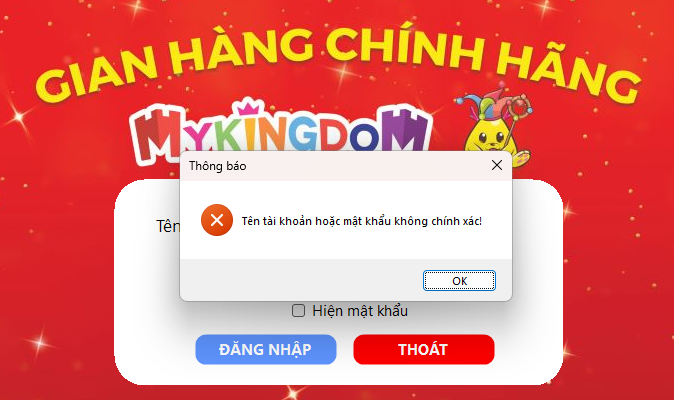 GIAN HÀNG CHÍNH HÃNG
MYKINGDOM
Thông báo
Tên
Tên tài khoản hoặc mật khẩu không chính xác!
OK
Hiện mật khẩu
ĐĂNG NHẬP
THOÁT